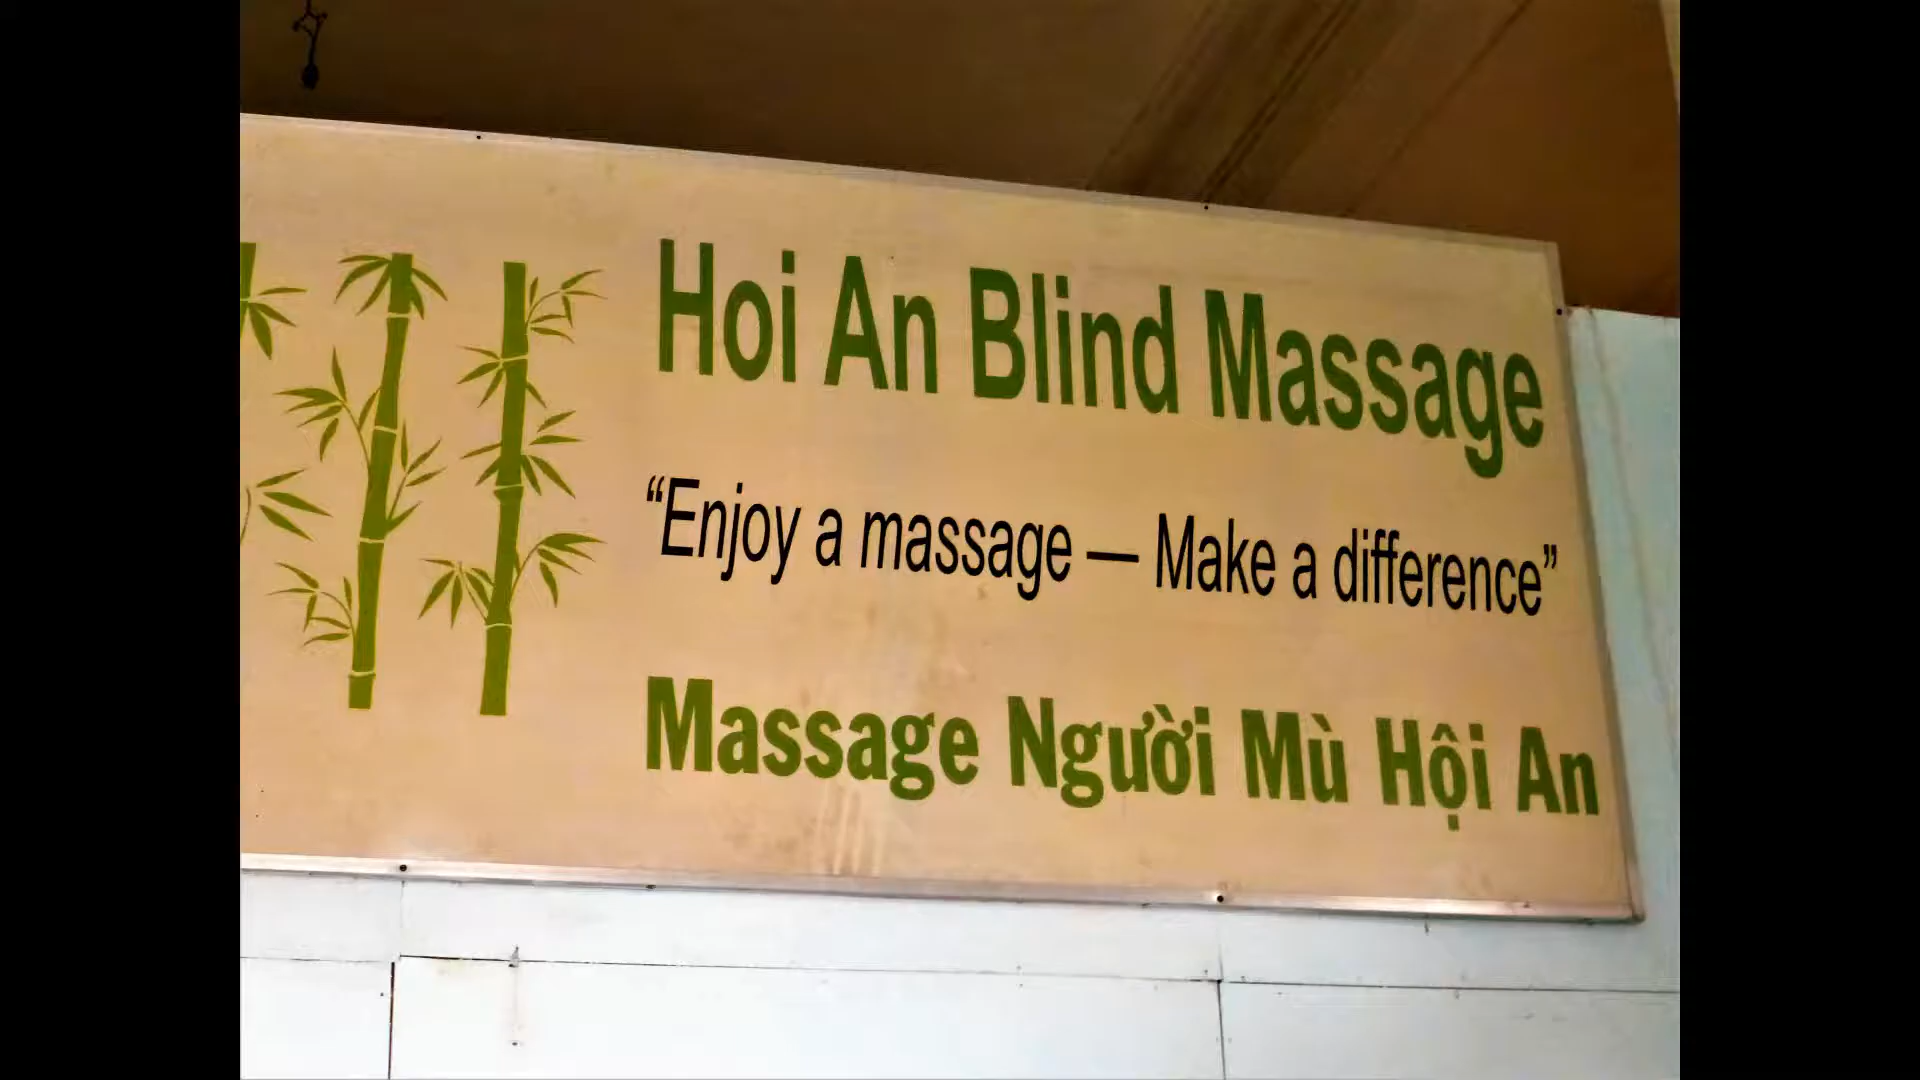 Hoi An Blind Massage
“Enjoy a massage — Make a difference”
Massage Người Mù Hội An